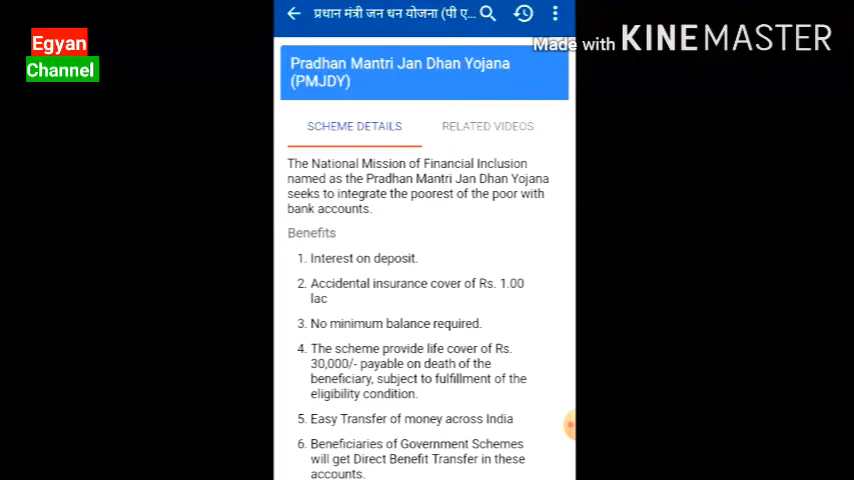 Egyan
Channel
प्रधान मंत्री जन धन योजना (पी ए...
Made with KINEMASTER
Pradhan Mantri Jan Dhan Yojana
(PMJDY)
SCHEME DETAILS
RELATED VIDEOS
The National Mission of Financial Inclusion
named as the Pradhan Mantri Jan Dhan Yojana
seeks to integrate the poorest of the poor with
bank accounts.
Benefits
1. Interest on deposit.
2. Accidental insurance cover of Rs. 1.00
lac
3. No minimum balance required.
4. The scheme provide life cover of Rs.
30,000/- payable on death of the
beneficiary, subject to fulfillment of the
eligibility condition.
5. Easy Transfer of money across India
6. Beneficiaries of Government Schemes
will get Direct Benefit Transfer in these
accounts.